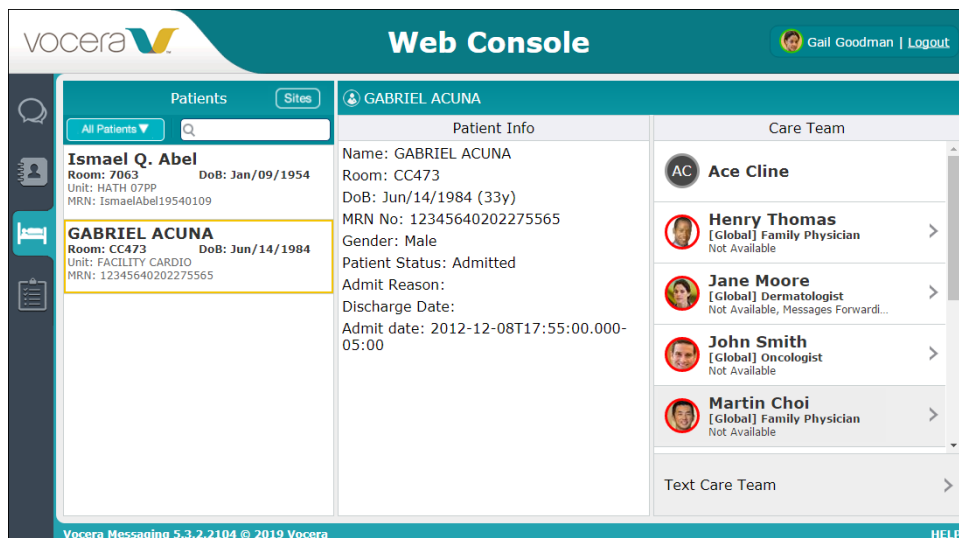 vocera
Web Console
Gail Goodman | Logout
Patients
Sites
GABRIEL ACUNA
All Patients
Patient Info
Care Team
Ismael Q. Abel
Room: 7063 DoB: Jan/09/1954
Unit: HATH 07PP
MRN: IsmaelAbel19540109
GABRIEL ACUNA
Room: CC473 DoB: Jun/14/1984
Unit: FACILITY CARDIO
MRN: 12345640202275565
Name: GABRIEL ACUNA
Room: CC473
DoB: Jun/14/1984 (33y)
MRN No: 12345640202275565
Gender: Male
Patient Status: Admitted
Admit Reason:
Discharge Date:
Admit date: 2012-12-08T17:55:00.000-
05:00
AC
Ace Cline
Henry Thomas
[Global] Family Physician
Not Available
Jane Moore
[Global] Dermatologist
Not Available, Messages Forwardi...
John Smith
[Global] Oncologist
Not Available
Martin Choi
[Global] Family Physician
Not Available
Text Care Team
Vocera Messaging 5.3.2.2104 © 2019 Vocera
HELP